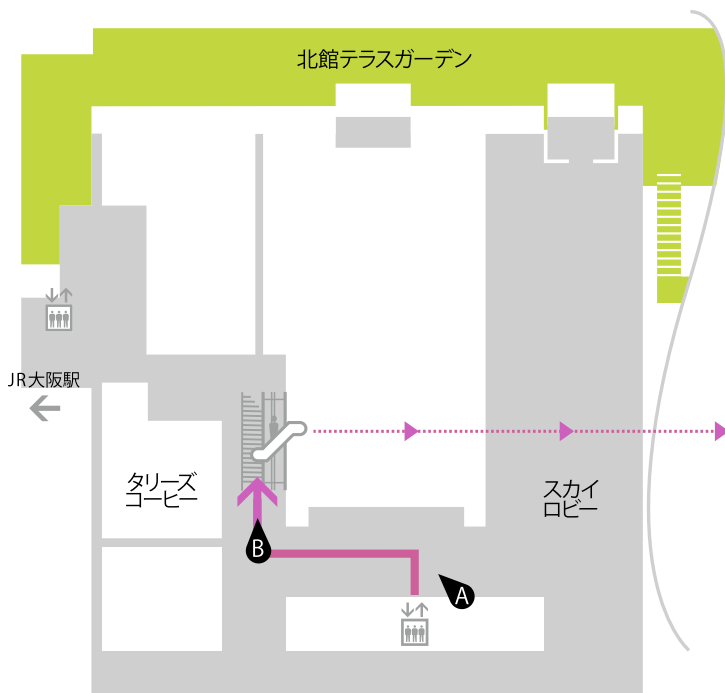 北館テラスガーデン
JR大阪駅
タリーズ
コーヒー
スカイ
ロビー
B
A